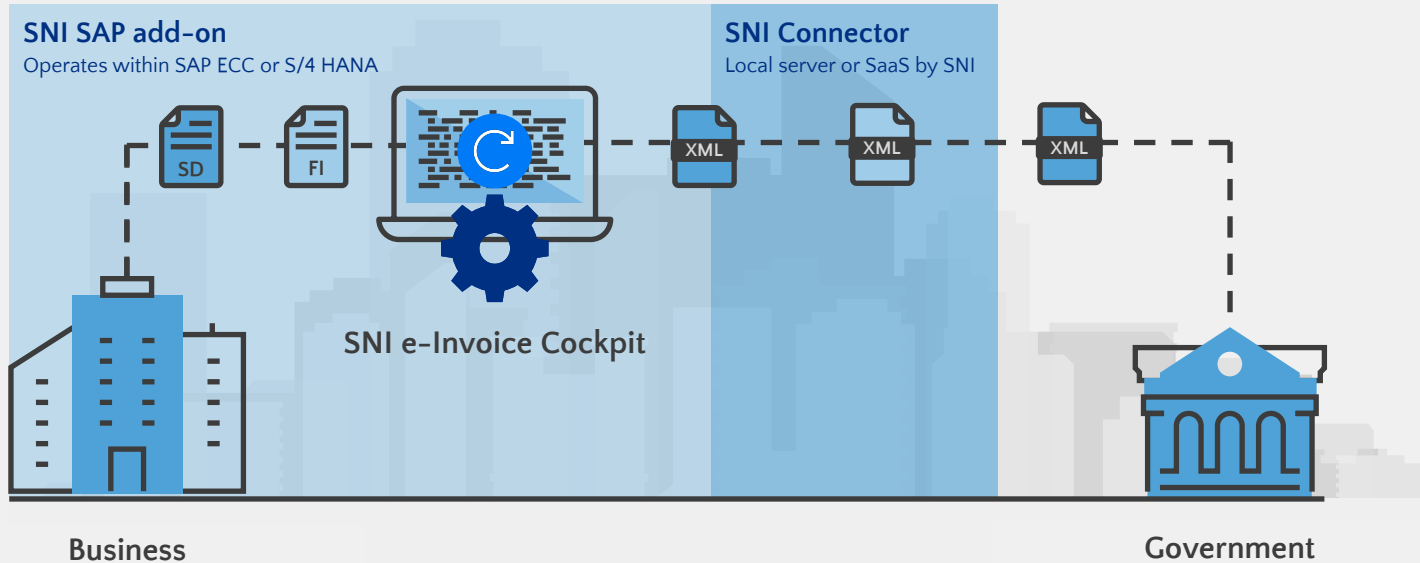 SNI SAP add-on
Operates within SAP ECC or S/4 HANA
SNI Connector
Local server or SaaS by SNI
SD
FI
XML
XML
XML
SNI e-Invoice Cockpit
Business
Government